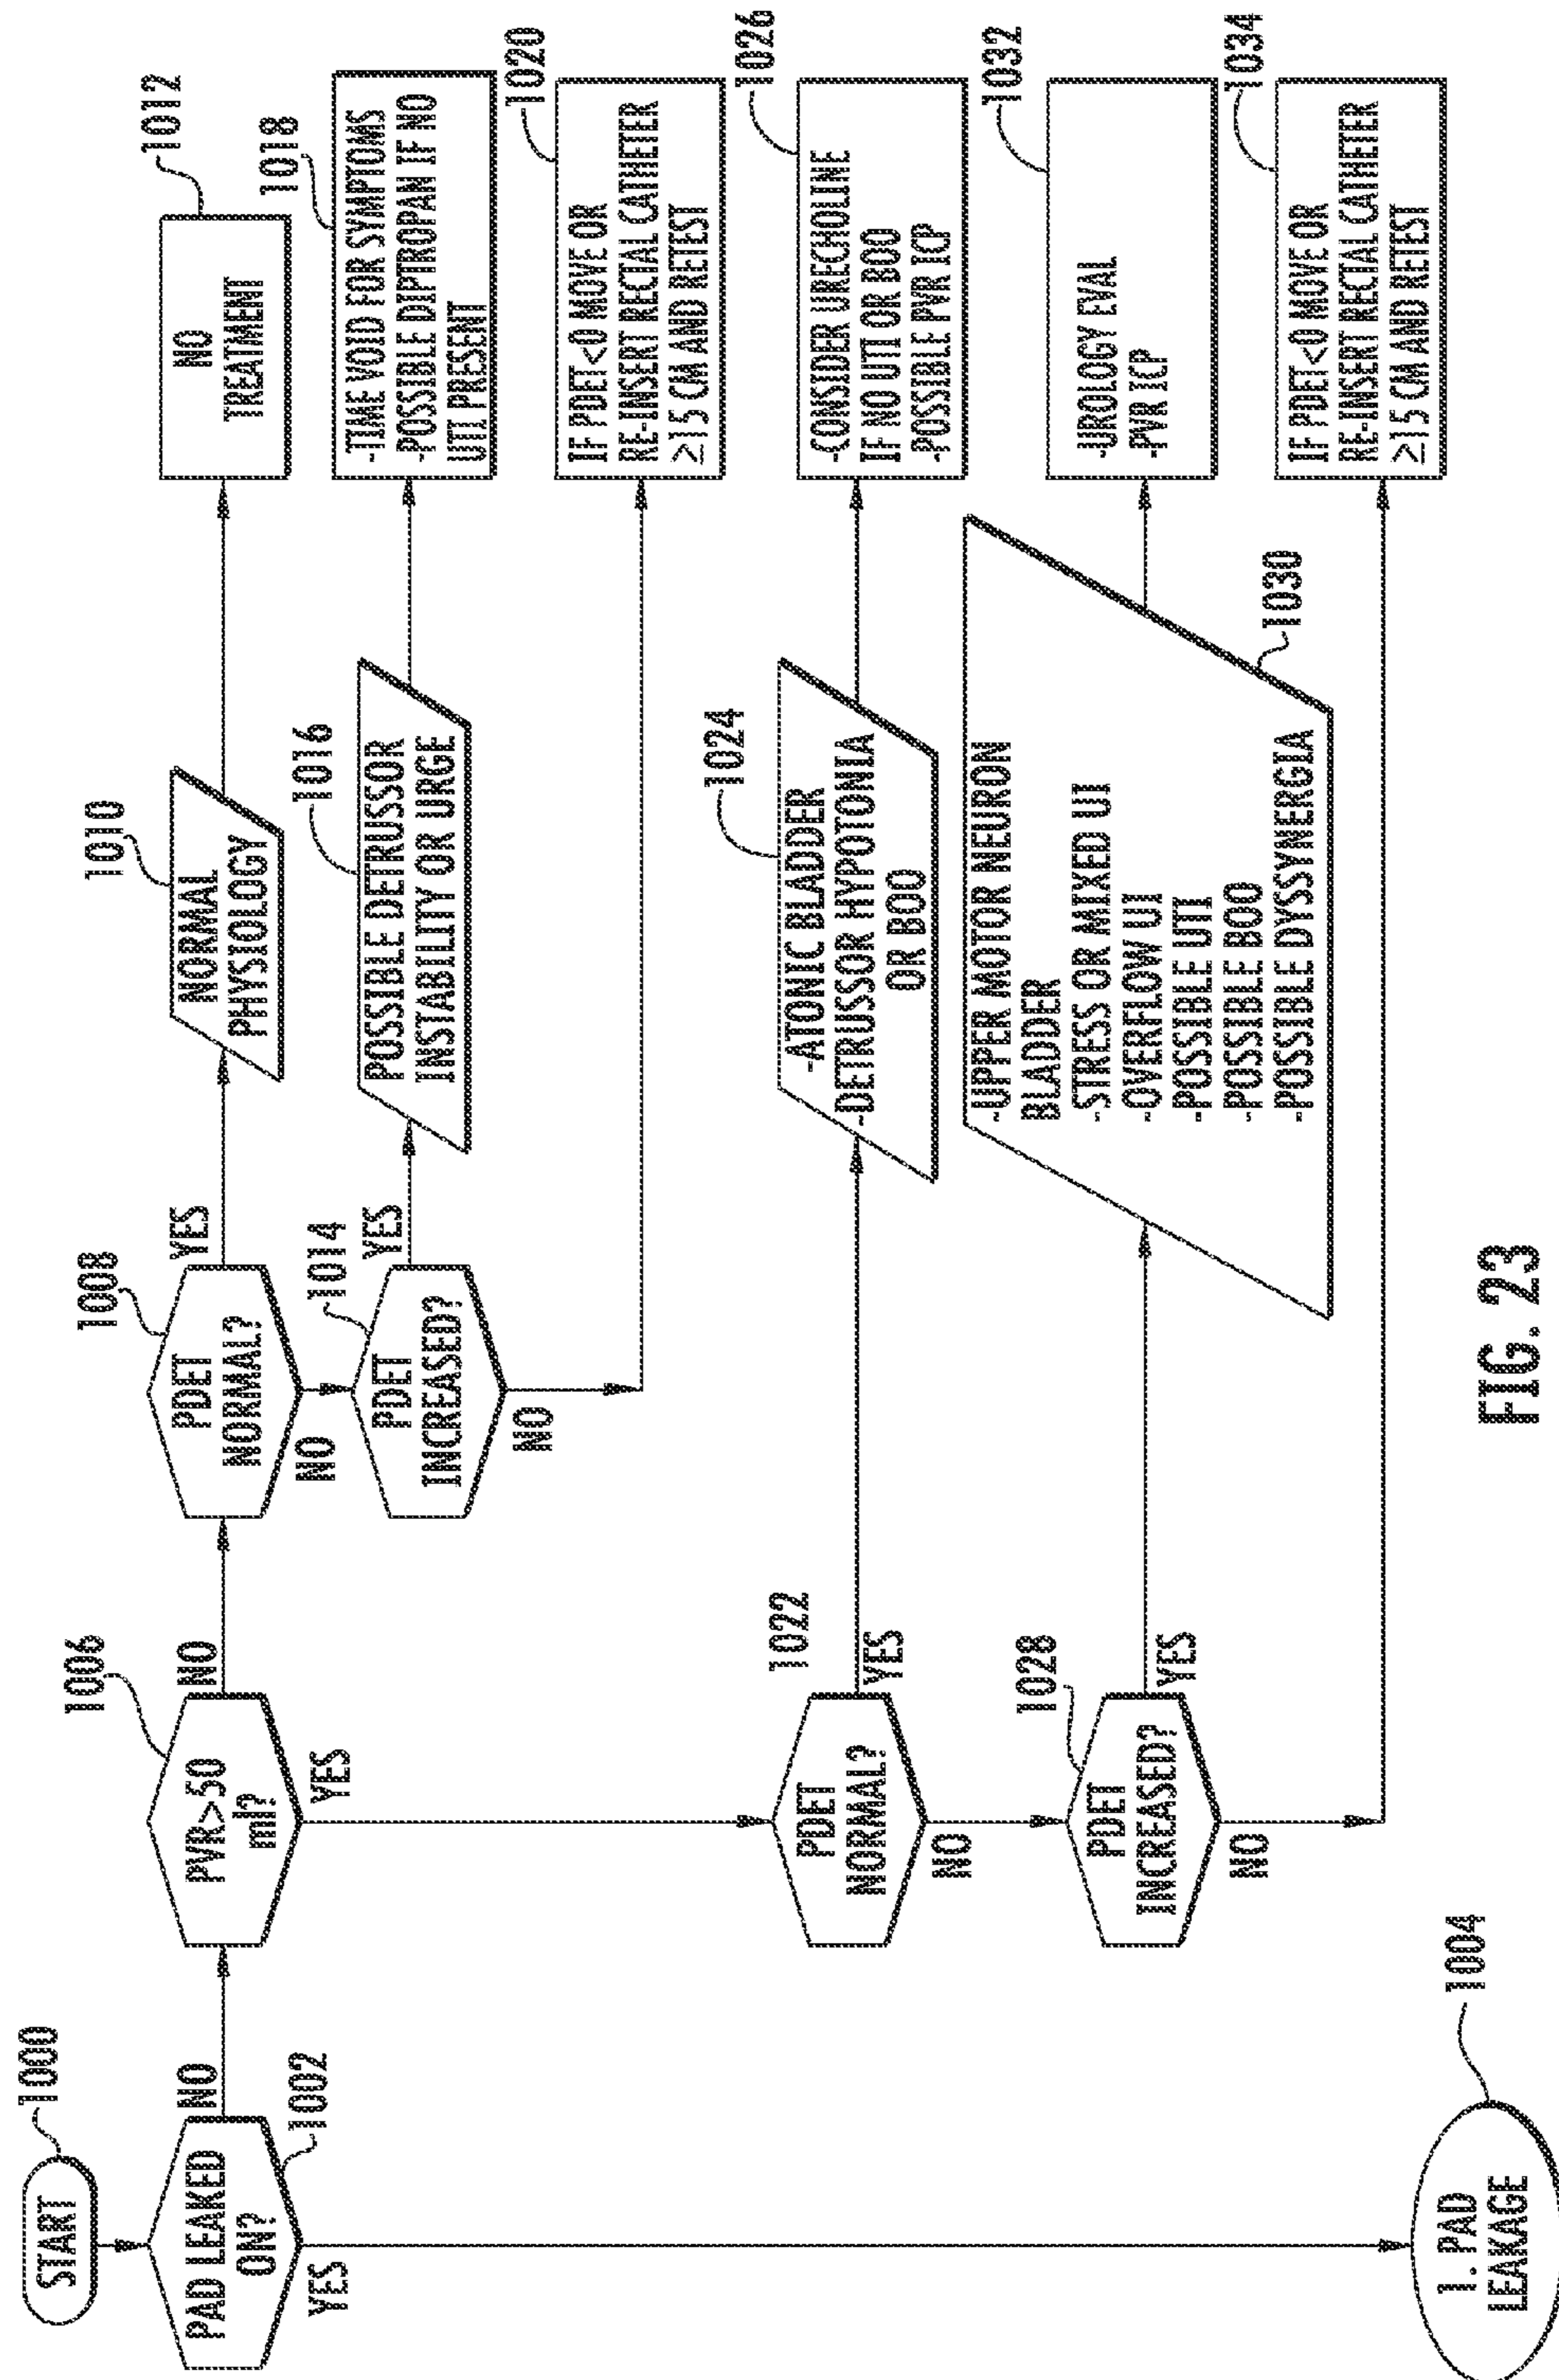 START
1000
PAD LEAKED
ON?
1002
NO
YES
1. PAD
LEAKAGE
1004
PVR>50
ml?
1006
NO
YES
PDET
NORMAL?
1008
YES
NO
NORMAL
PHYSIOLOGY
1010
NO
TREATMENT
1012
PDET
INCREASED?
1014
YES
NO
POSSIBLE DETRUSSOR
INSTABILITY OR URGE
1016
-TIME VOID FOR SYMPTOMS
-POSSIBLE DIPTROPAN IF NO
UTI PRESENT
1018
IF PDET<0 MOVE OR
RE-INSERT RECTAL CATHETER
≥15 CM AND RETEST
1020
PDET
NORMAL?
1022
YES
NO
-ATONIC BLADDER
-DETRUSSOR HYPOTONIA
OR BOO
1024
-CONSIDER URECHOLINE
IF NO UTI OR BOO
-POSSIBLE PVR ICP
1026
PDET
INCREASED?
1028
YES
NO
-UPPER MOTOR NEURON
BLADDER
-STRESS OR MIXED UI
-OVERFLOW UI
-POSSIBLE UTI
-POSSIBLE BOO
-POSSIBLE DYSSYNERGIA
1030
-UROLOGY EVAL
-PVR ICP
1032
IF PDET<0 MOVE OR
RE-INSERT RECTAL CATHETER
≥15 CM AND RETEST
1034
FIG. 23